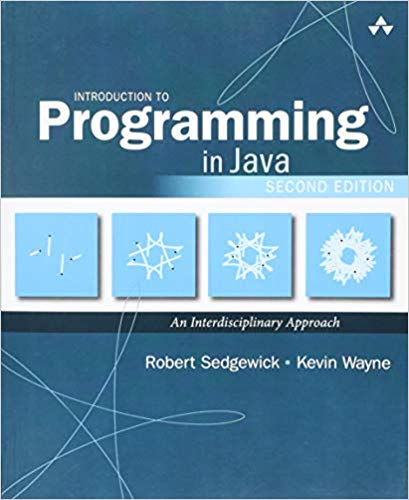 INTRODUCTION TO
Programming
in Java
SECOND EDITION
An Interdisciplinary Approach
Robert Sedgewick • Kevin Wayne